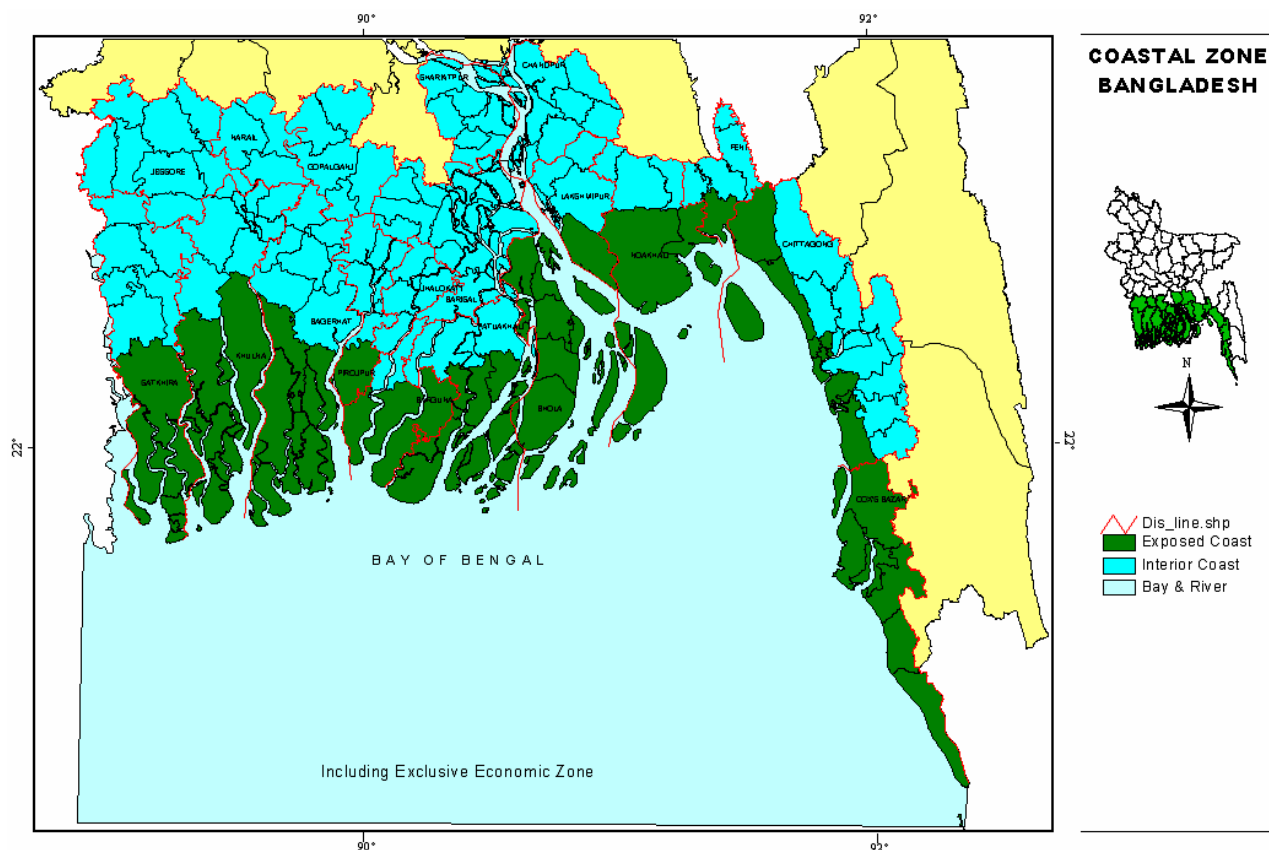 90°
92°
COASTAL ZONE
BANGLADESH
SHARIATPUR
CHANDPUR
NARAIL
FENI
JESSORE
GOPALGANJ
LAKSHMIPUR
CHITTAGONG
NOAKHALI
JHALOKATI
BARISAL
BAGERHAT
PATUAKHALI
KHULNA
N
PIROJPUR
SATKHIRA
BARGUNA
BHOLA
22°
22°
COX'S BAZAR
Dis_line.shp
Exposed Coast
BAY OF BENGAL
Interior Coast
Bay & River
Including Exclusive Economic Zone
90°